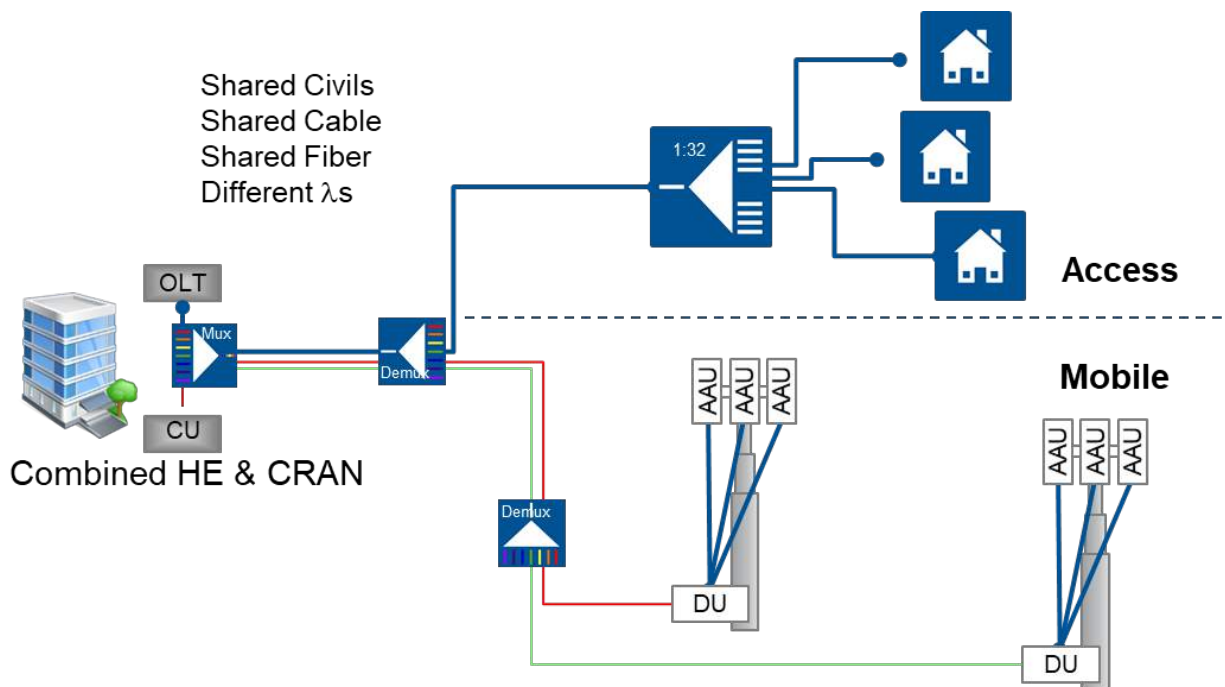 Shared Civils
Shared Cable
Shared Fiber
Different λs
1:32
Access
OLT
Mux
Demux
CU
Combined HE & CRAN
Mobile
AAU
AAU
AAU
AAU
AAU
AAU
Demux
DU
DU